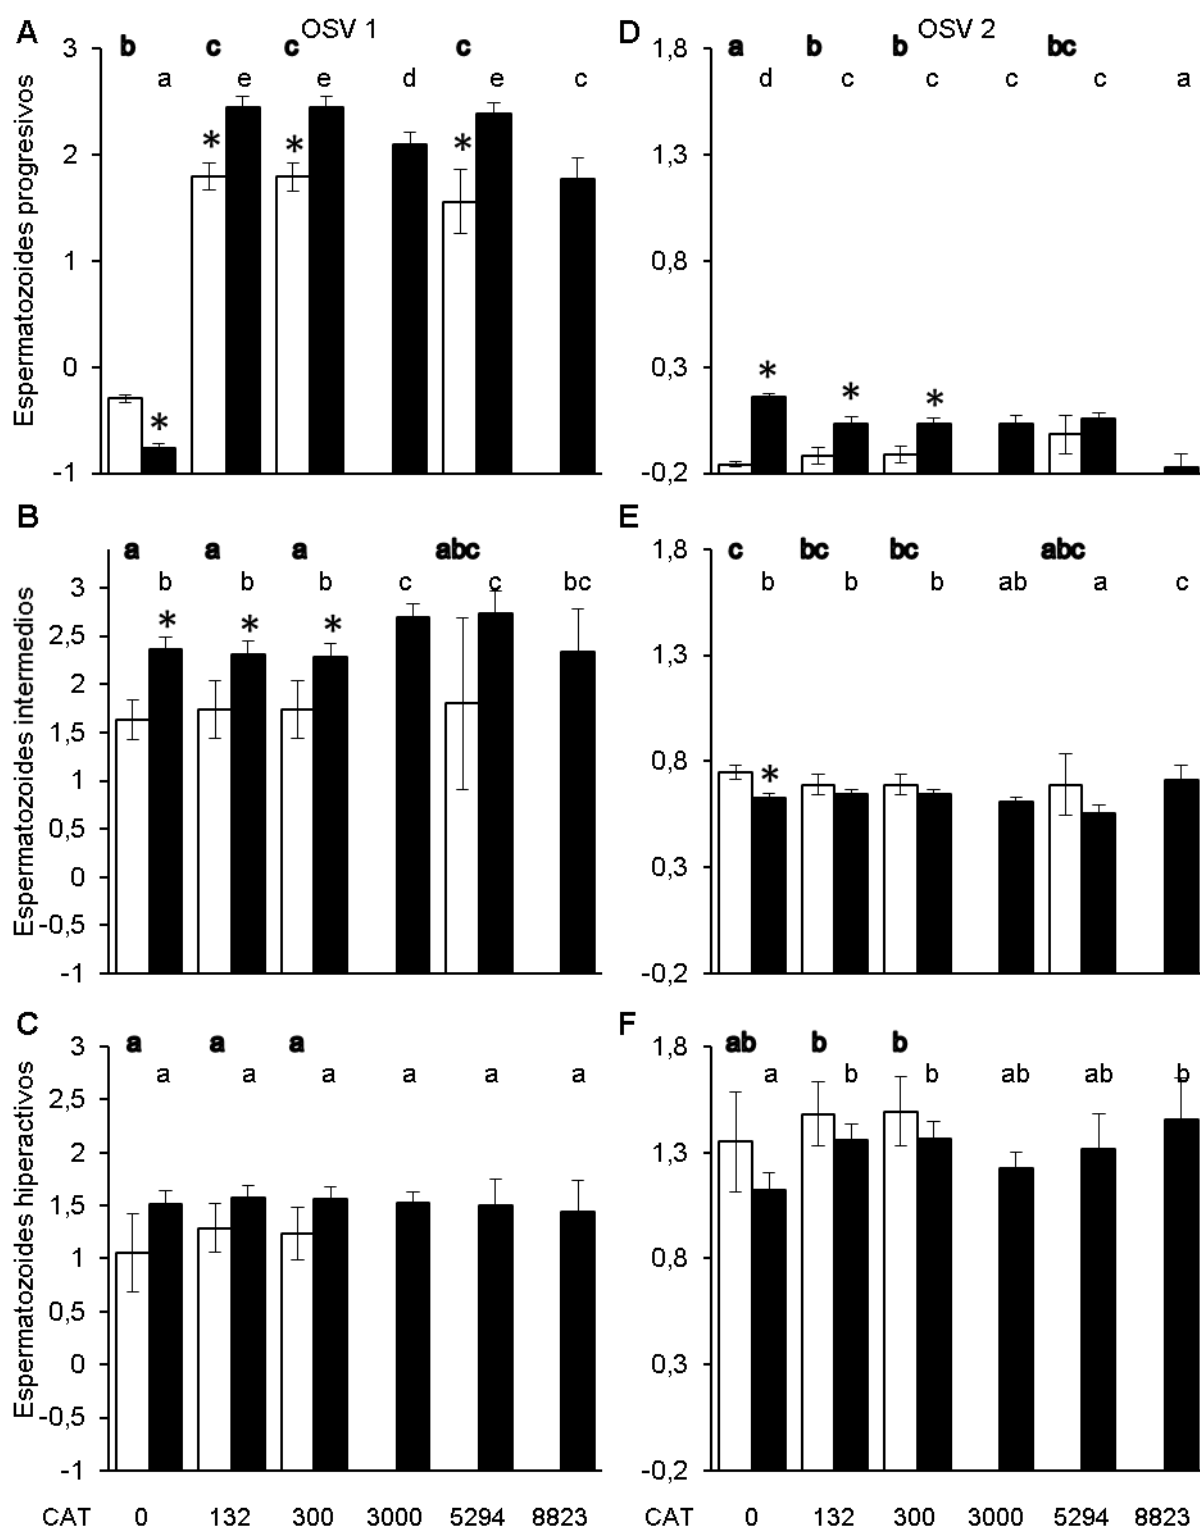 A OSV 1
b c c c
a e e d e c
* * * *
Espermatozoides progresivos
3
2
1
0
-1
D OSV 2
a b b bc
d c c c c a
* * *
1,8
1,3
0,8
0,3
-0,2
B
a a a abc
b b b c c bc
* * *
Espermatozoides intermedios
3
2,5
2
1,5
1
0,5
0
-0,5
-1
E
c bc bc abc
b b b ab a c
*
1,8
1,3
0,8
0,3
-0,2
C
a a a
a a a a a a
Espermatozoides hiperactivos
3
2,5
2
1,5
1
0,5
0
-0,5
-1
CAT 0 132 300 3000 5294 8823
F
ab b b
a b b ab ab b
1,8
1,3
0,8
0,3
-0,2
CAT 0 132 300 3000 5294 8823